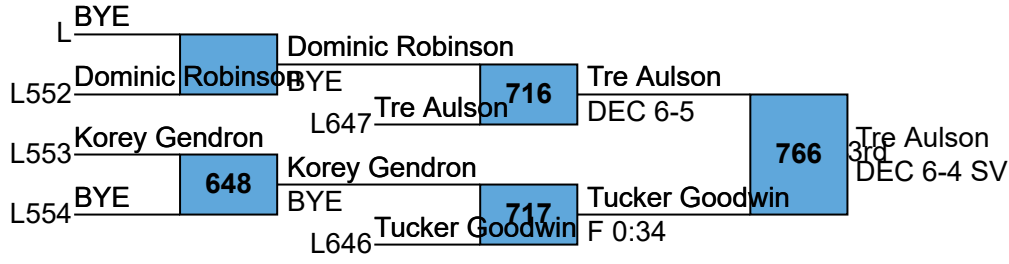 BYE
L
Dominic Robinson
L552
Dominic Robinson
BYE
716
Tre Aulson
L647
Tre Aulson
DEC 6-5
Korey Gendron
L553
648
BYE
L554
Korey Gendron
BYE
717
Tucker Goodwin
L646
Tucker Goodwin
F 0:34
766
3rd
Tre Aulson
DEC 6-4 SV